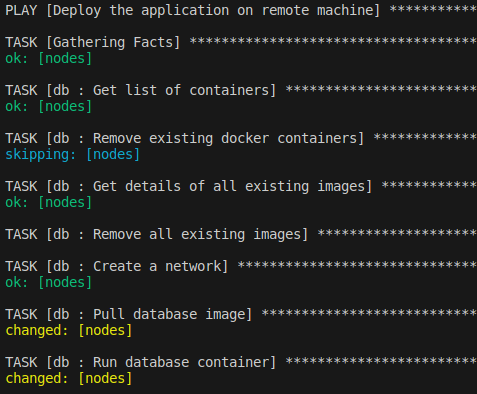 PLAY [Deploy the application on remote machine] ***********
TASK [Gathering Facts] ************************************
ok: [nodes]
TASK [db : Get list of containers] ************************
ok: [nodes]
TASK [db : Remove existing docker containers] *************
skipping: [nodes]
TASK [db : Get details of all existing images] ************
ok: [nodes]
TASK [db : Remove all existing images] ********************
TASK [db : Create a network] ******************************
ok: [nodes]
TASK [db : Pull database image] ***************************
changed: [nodes]
TASK [db : Run database container] ************************
changed: [nodes]